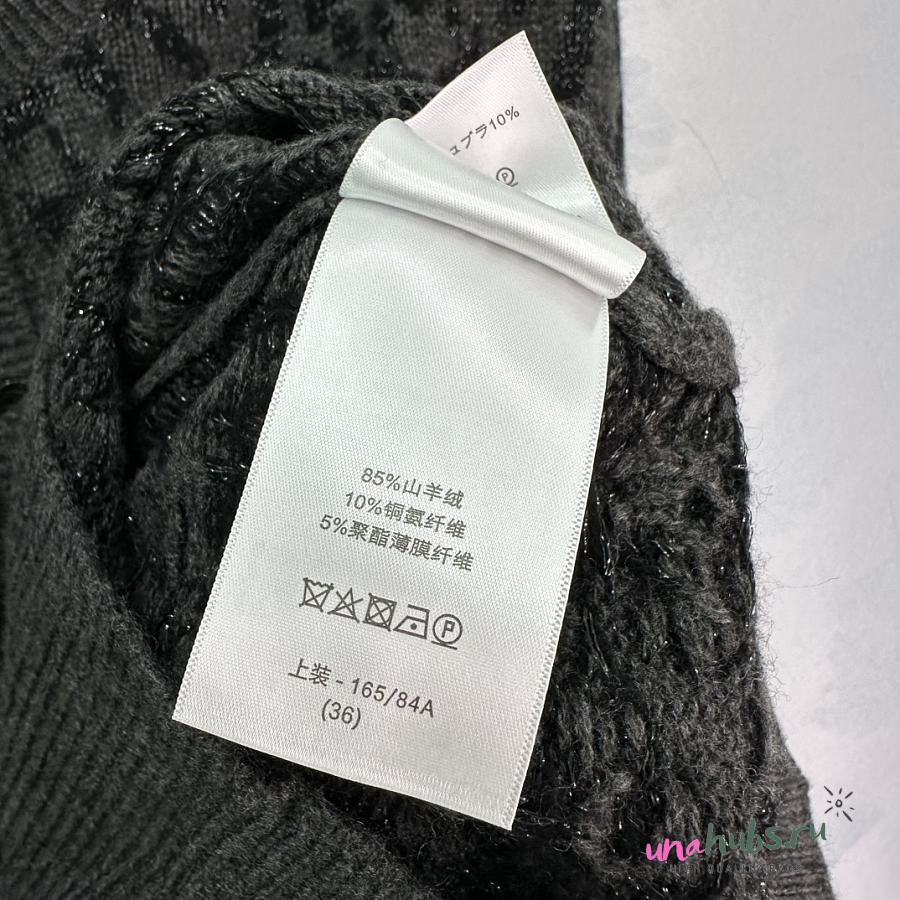 ュプラ10%
P
85%山羊绒
10%铜氨纤维
5%聚酯薄膜纤维
P
上装 - 165/84A
(36)
unahubs.ru